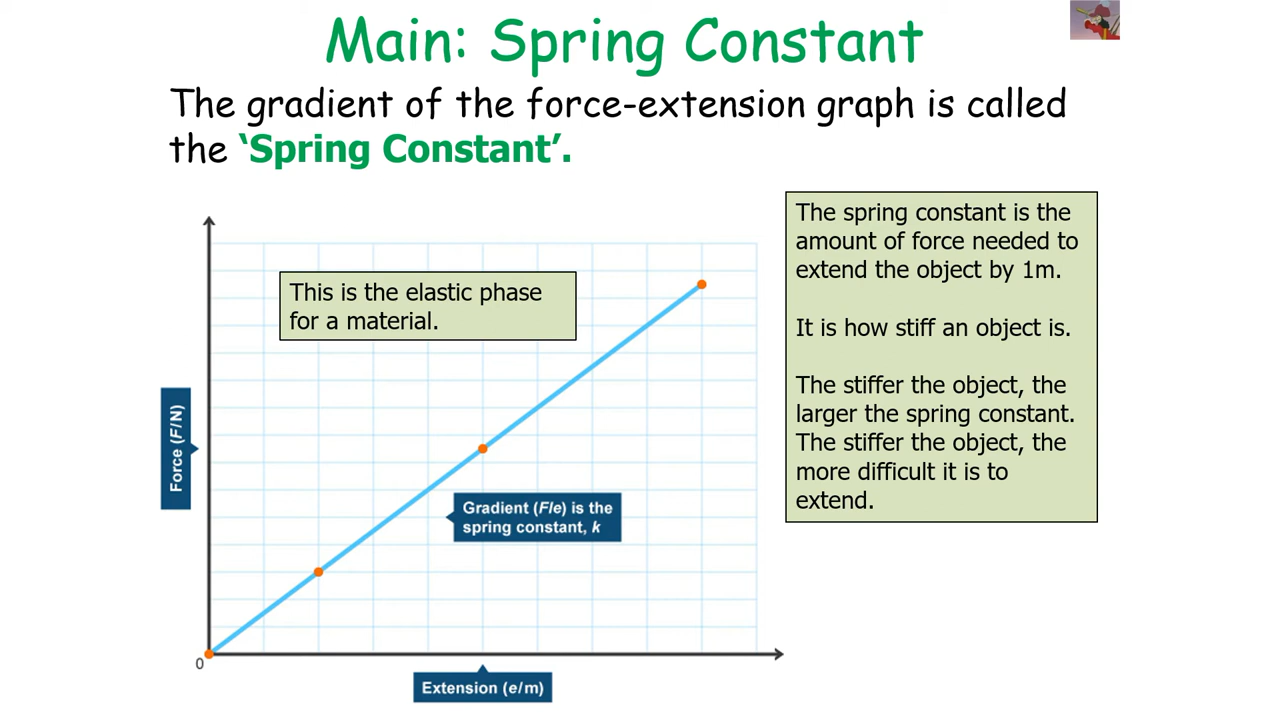 Main: Spring Constant
The gradient of the force-extension graph is called
the ‘Spring Constant’.
This is the elastic phase
for a material.
The spring constant is the
amount of force needed to
extend the object by 1m.
It is how stiff an object is.
The stiffer the object, the
larger the spring constant.
The stiffer the object, the
more difficult it is to
extend.
Force (F/N)
Gradient (F/e) is the
spring constant, k
0
Extension (e/m)